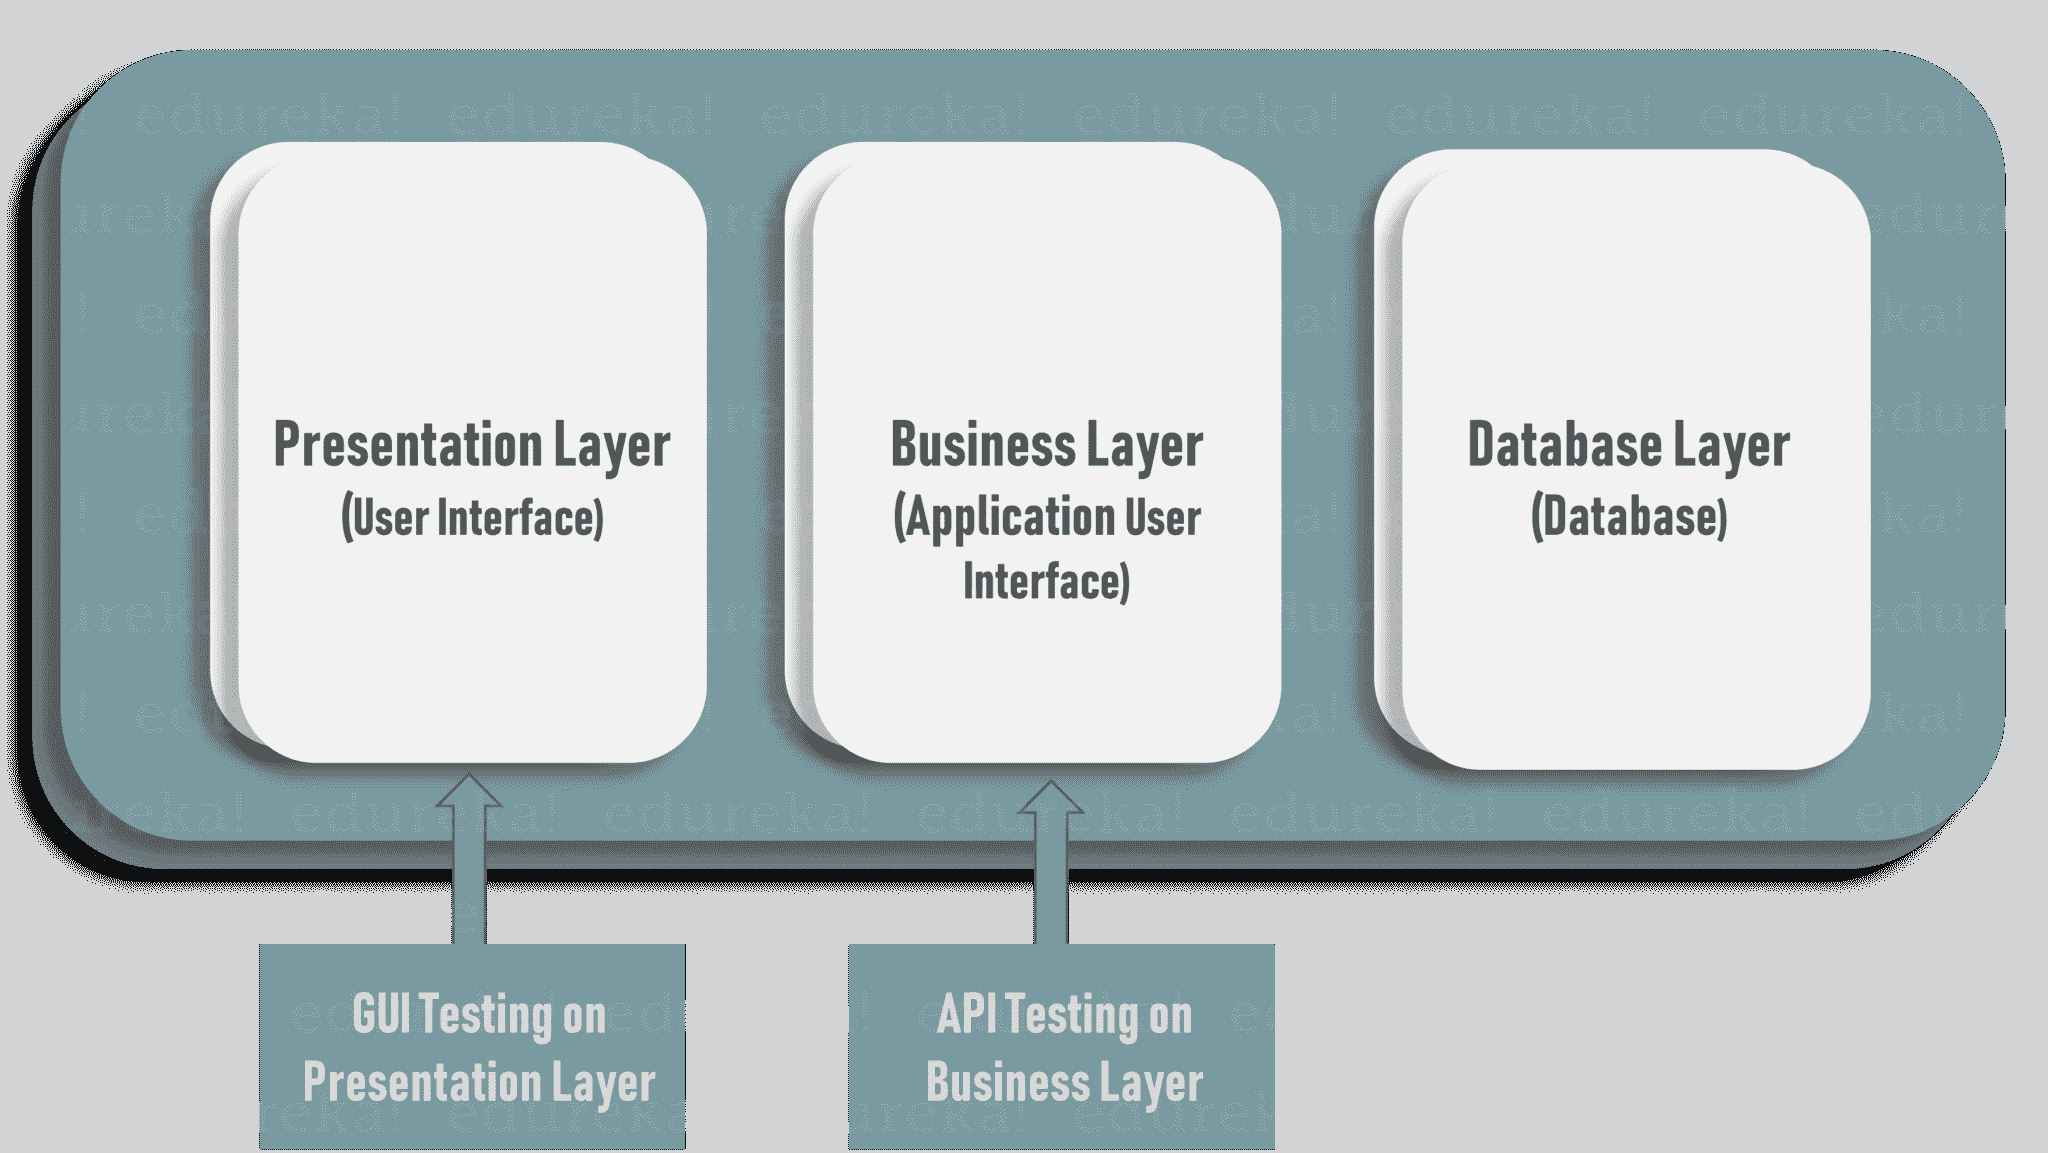 edureka! edureka! edureka! edureka! edureka! edureka!
Presentation Layer
(User Interface)
Business Layer
(Application User
Interface)
Database Layer
(Database)
GUI Testing on
Presentation Layer
API Testing on
Business Layer